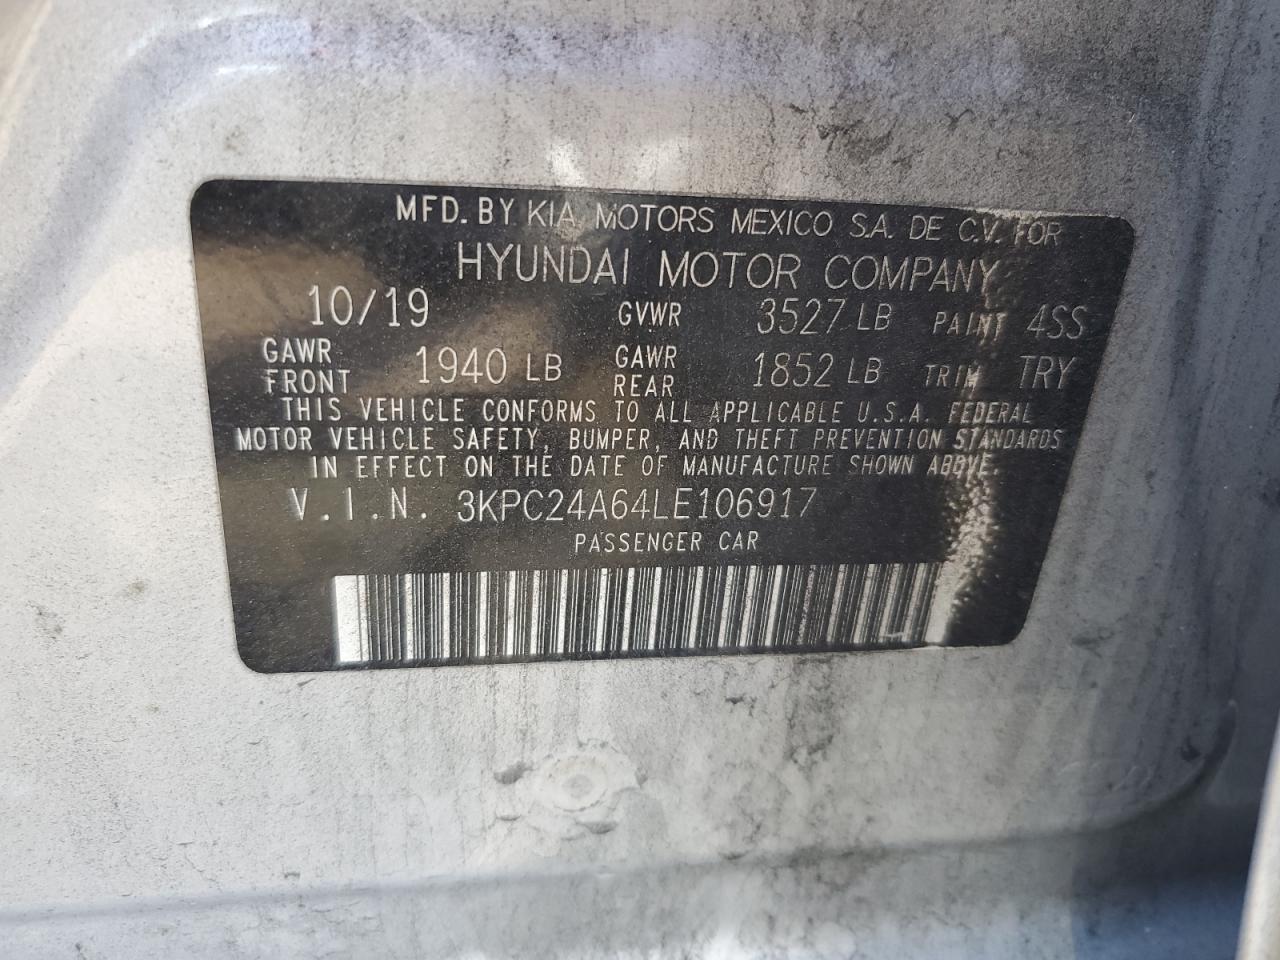 MFD. BY KIA MOTORS MEXICO S.A. DE C.V. FOR
HYUNDAI MOTOR COMPANY
10/19 GVWR 3527 LB PAINT 4SS
GAWR FRONT 1940 LB GAWR REAR 1852 LB TRIM TRY
THIS VEHICLE CONFORMS TO ALL APPLICABLE U.S.A. FEDERAL
MOTOR VEHICLE SAFETY, BUMPER, AND THEFT PREVENTION STANDARDS
IN EFFECT ON THE DATE OF MANUFACTURE SHOWN ABOVE.
V.I.N. 3KPC24A64LE106917
PASSENGER CAR